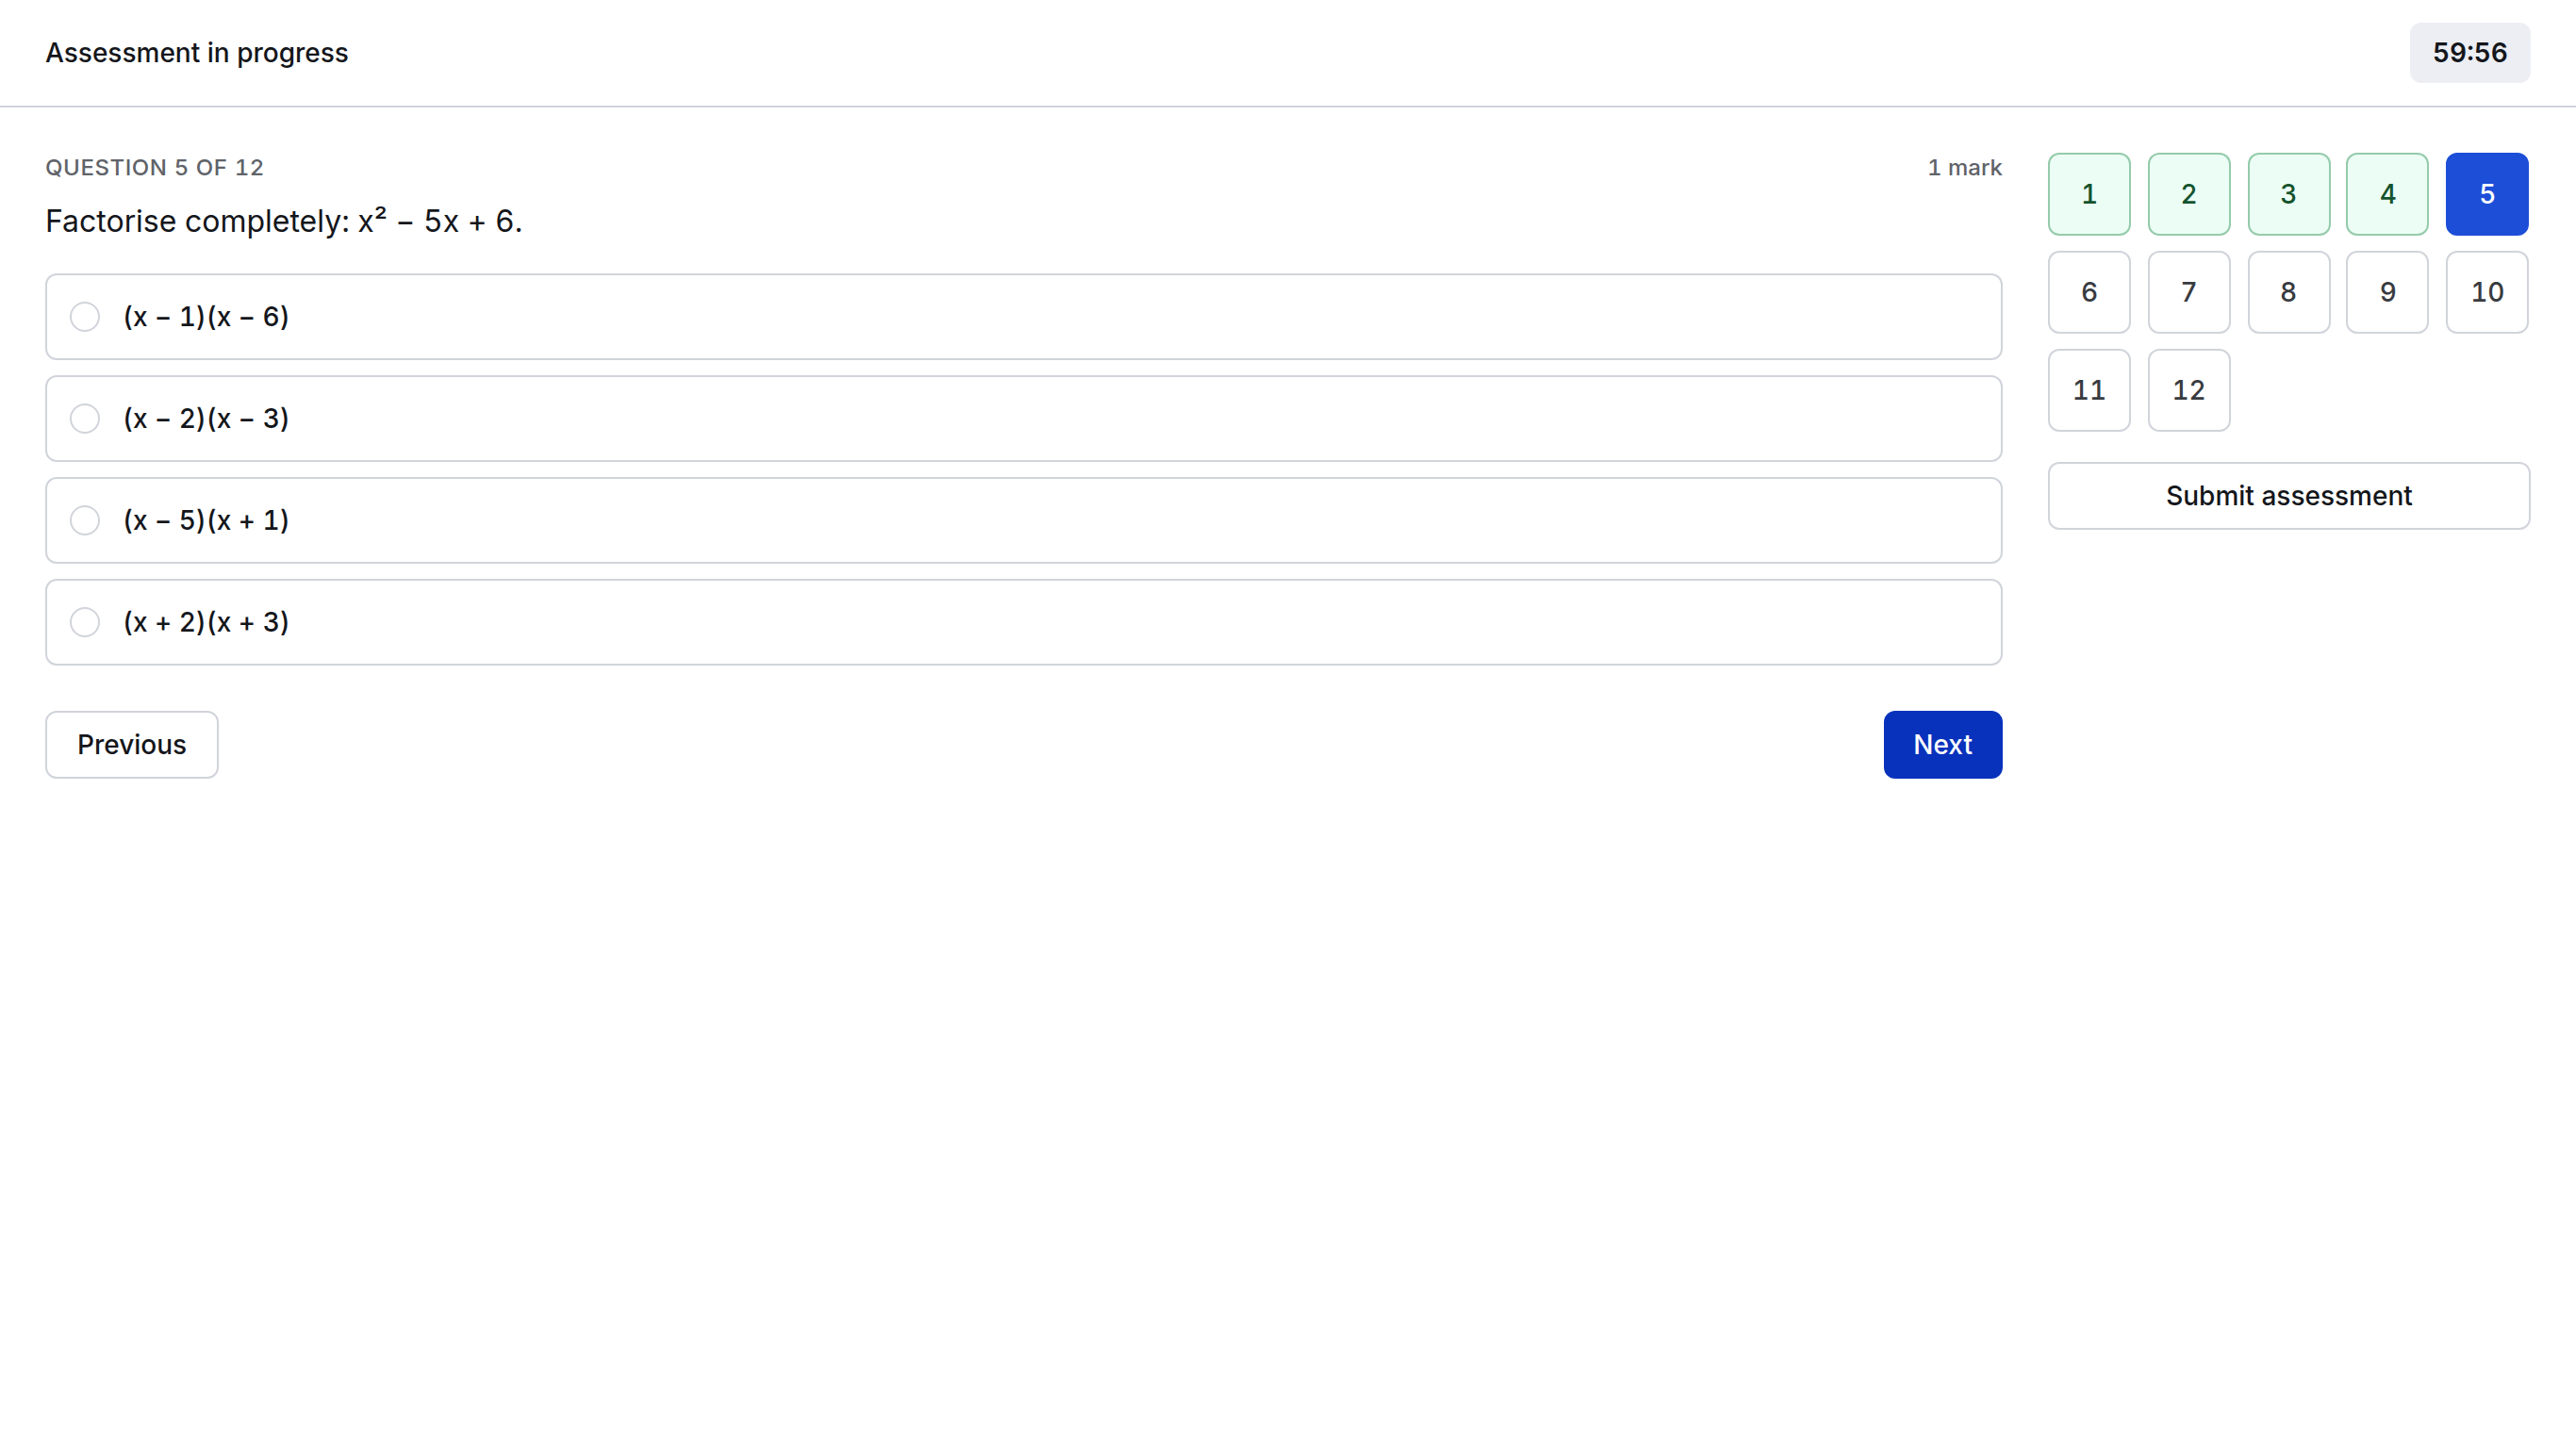 Assessment in progress
59:56
QUESTION 5 OF 12
1 mark
Factorise completely: x² − 5x + 6.
(x − 1)(x − 6)
(x − 2)(x − 3)
(x − 5)(x + 1)
(x + 2)(x + 3)
Previous
Next
1 2 3 4 5
6 7 8 9 10
11 12
Submit assessment